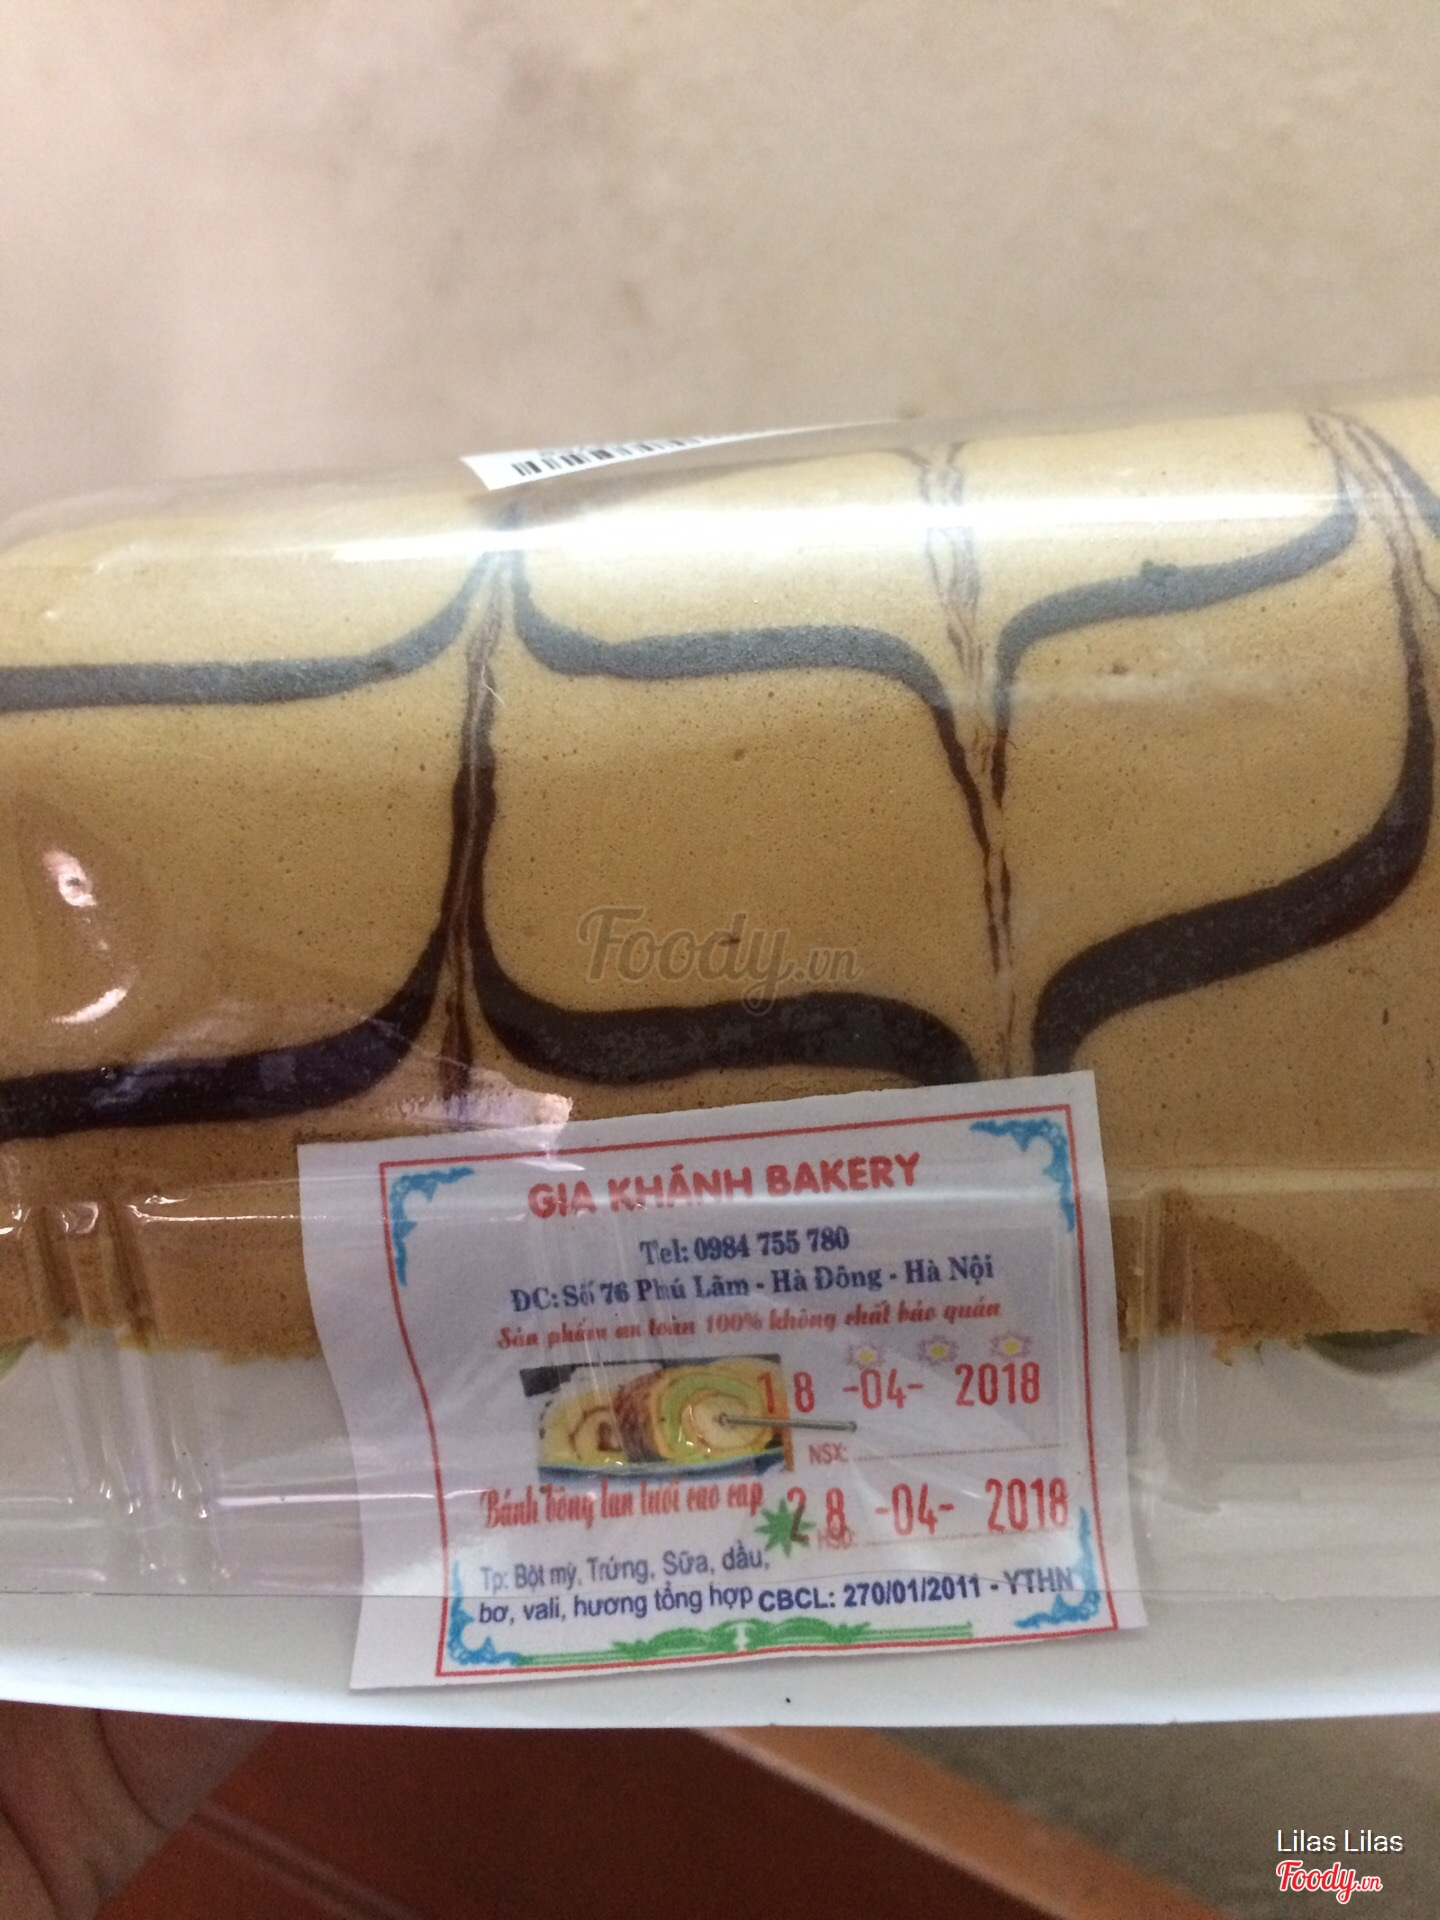 Foody.vn
GIA KHÁNH BAKERY
Tel: 0984 755 780
ĐC: Số 76 Phú Lãm - Hà Đông - Hà Nội
Sản phẩm an toàn 100% không chất bảo quản
18 -04- 2018
NSX:
28 -04- 2018
HSD:
Bánh bông lan tươi cao cấp
Tp: Bột mỳ, Trứng, Sữa, dầu,
bơ, vali, hương tổng hợp CBCL: 270/01/2011 - YTHN
Lilas Lilas
Foody.vn